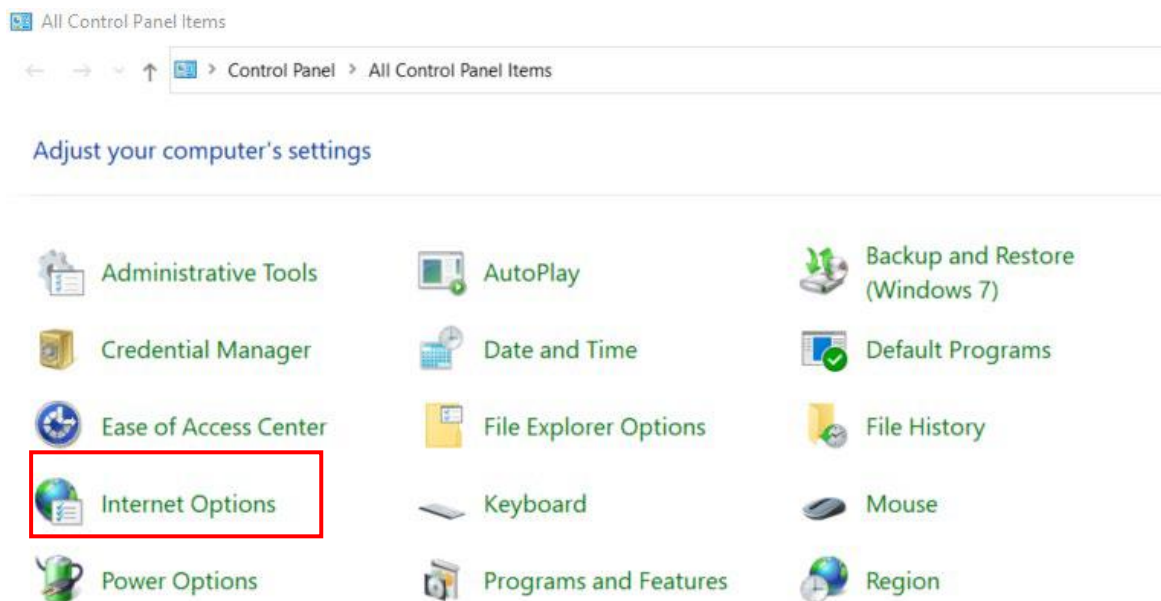 All Control Panel Items
Control Panel > All Control Panel Items
Adjust your computer's settings
Administrative Tools
AutoPlay
Backup and Restore
(Windows 7)
Credential Manager
Date and Time
Default Programs
Ease of Access Center
File Explorer Options
File History
Internet Options
Keyboard
Mouse
Power Options
Programs and Features
Region